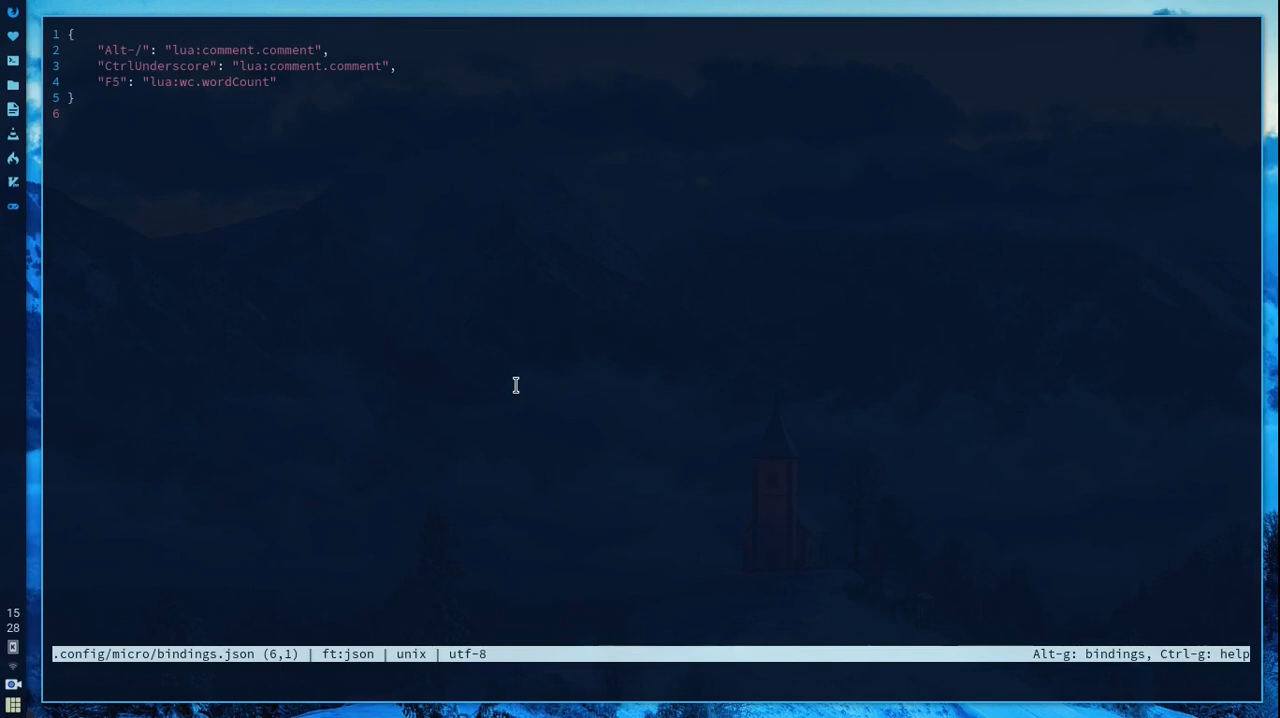 1 {
2     "Alt-/": "lua:comment.comment",
3     "CtrlUnderscore": "lua:comment.comment",
4     "F5": "lua:wc.wordCount"
5 }
6
.config/micro/bindings.json (6,1) | ft:json | unix | utf-8 Alt-g: bindings, Ctrl-g: help
15
28